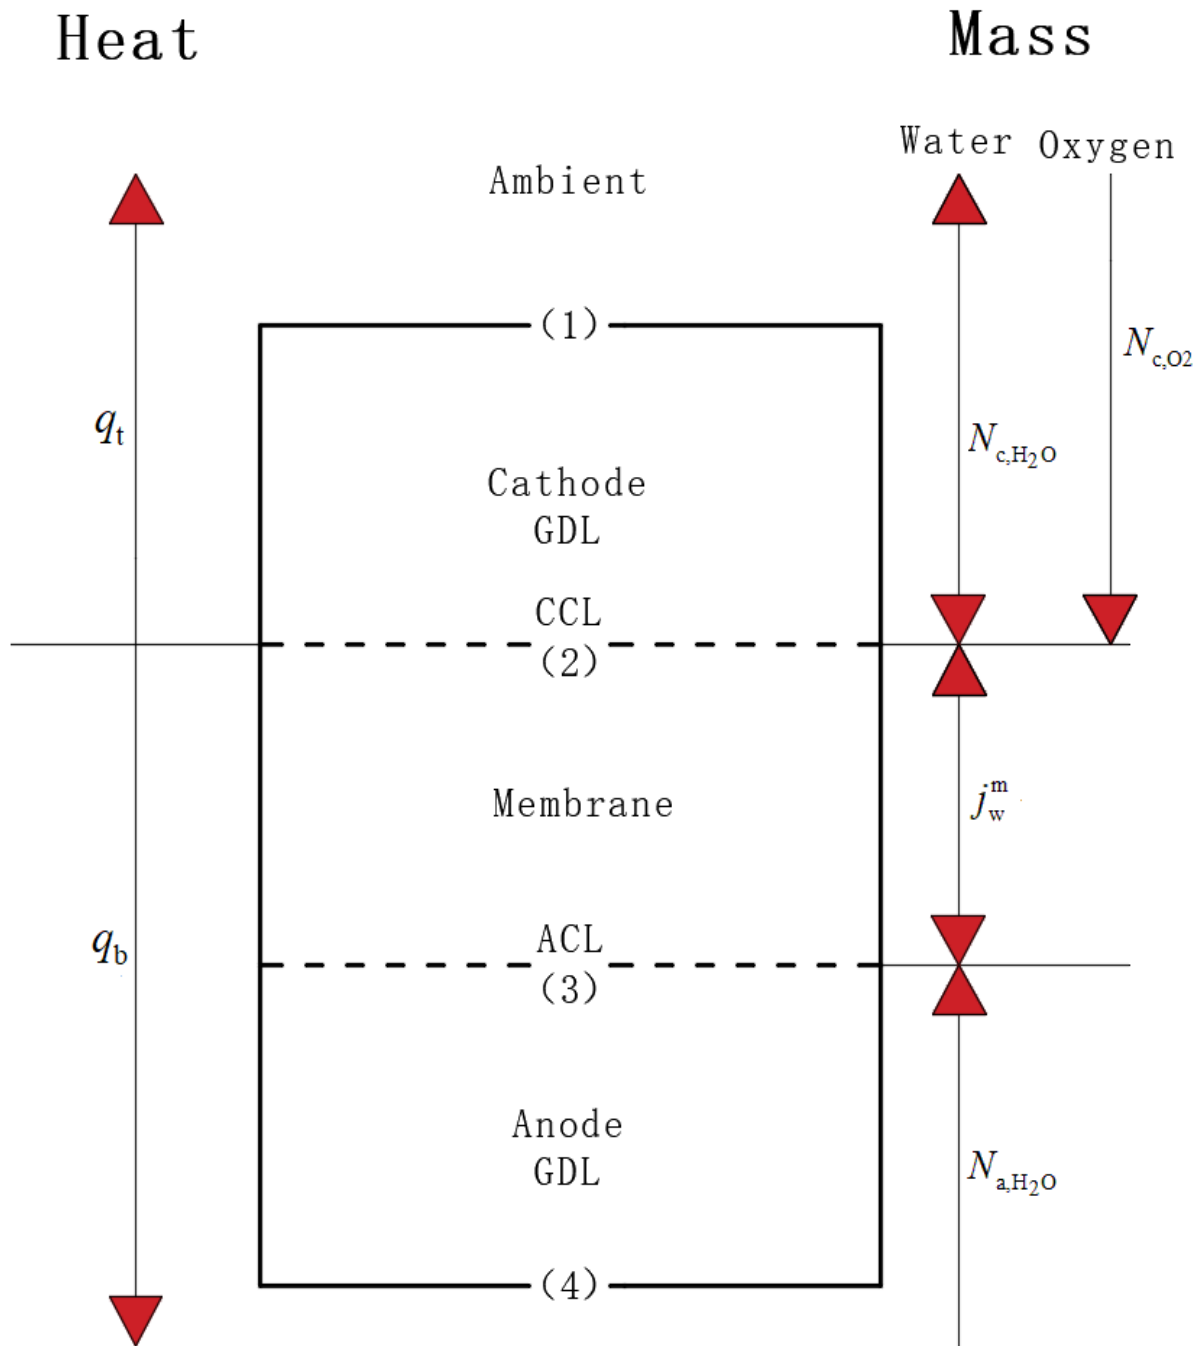 Heat
Mass
Water Oxygen
Ambient
(1)
N_c,O2
q_t
N_c,H₂O
Cathode
GDL
CCL
(2)
j_w^m
Membrane
ACL
q_b
(3)
Anode
GDL
N_a,H₂O
(4)